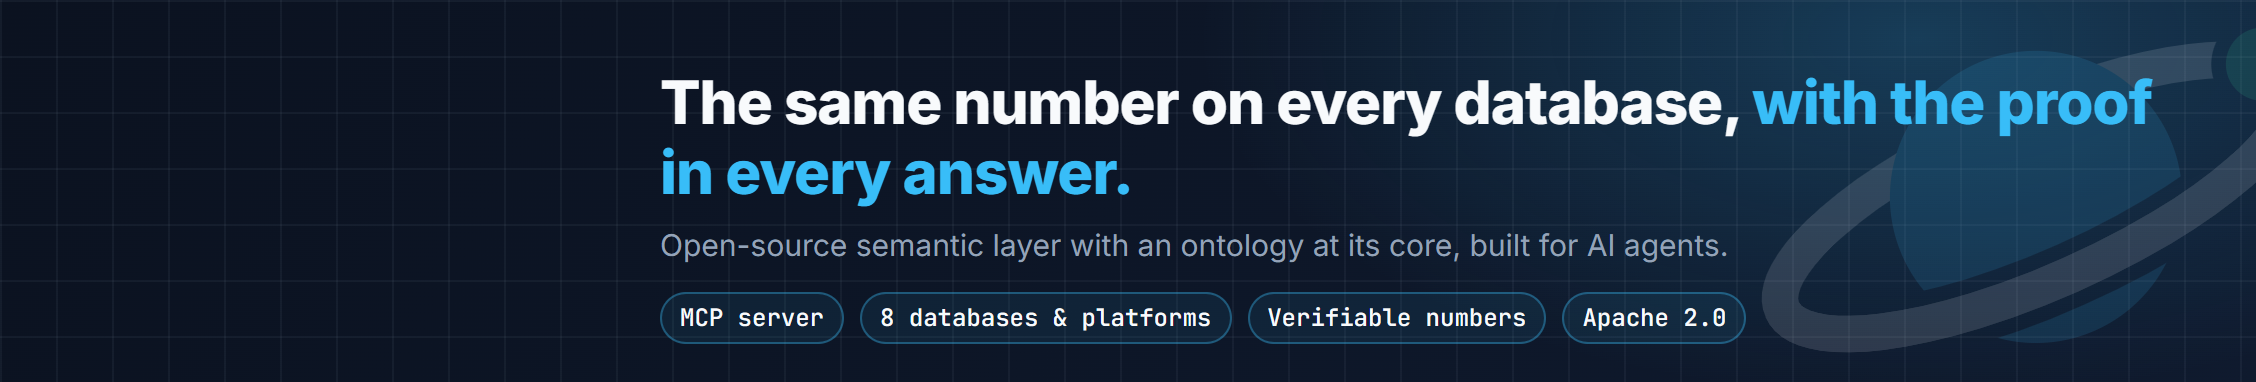 The same number on every database, with the proof
in every answer.
Open-source semantic layer with an ontology at its core, built for AI agents.
MCP server
8 databases & platforms
Verifiable numbers
Apache 2.0